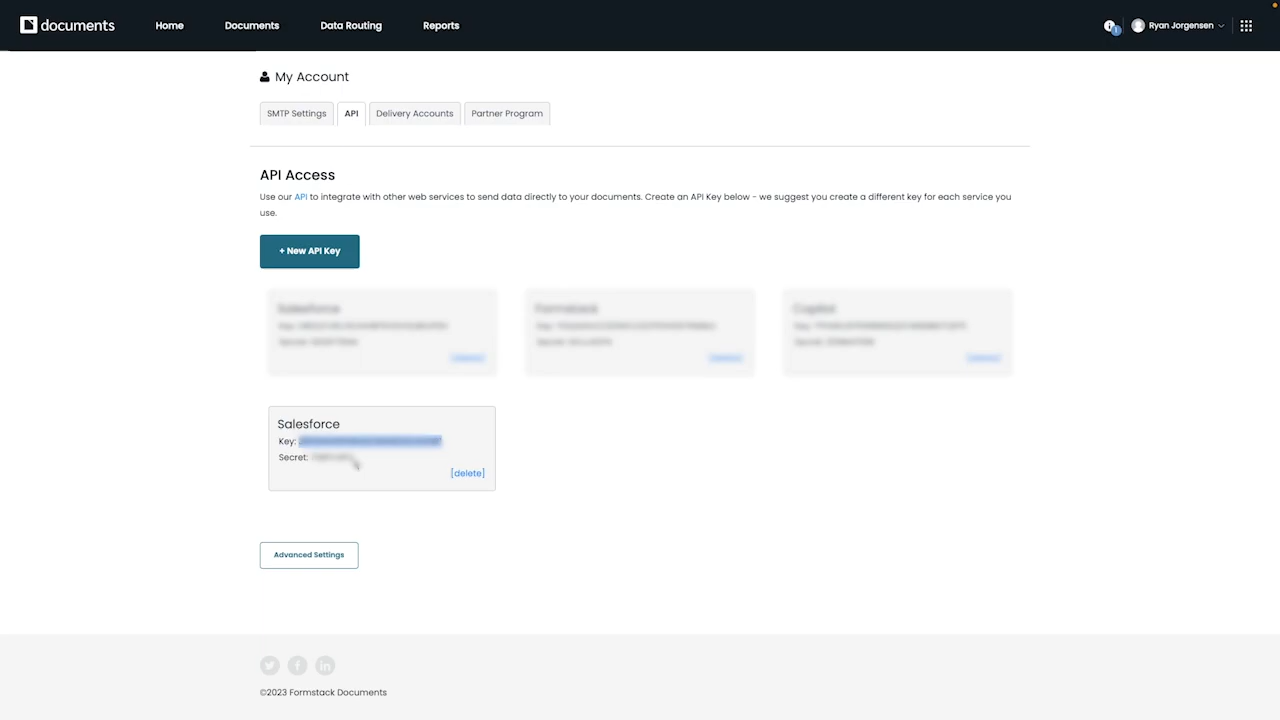 documents
Home
Documents
Data Routing
Reports
Ryan Jorgensen
My Account
SMTP Settings
API
Delivery Accounts
Partner Program
API Access
Use our API to integrate with other web services to send data directly to your documents. Create an API Key below - we suggest you create a different key for each service you
use.
+ New API Key
Salesforce
Formstack
Salesforce
Key:
Secret:
[delete]
Advanced Settings
©2023 Formstack Documents